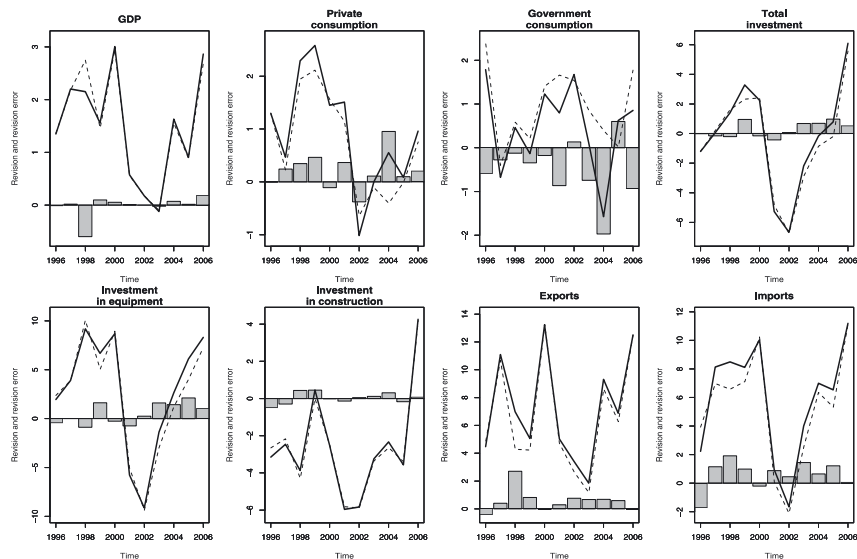 GDP
3
2
1
0
1996 1998 2000 2002 2004 2006
Time
Revision and revision error
Private
consumption
2
1
0
-1
1996 1998 2000 2002 2004 2006
Time
Revision and revision error
Government
consumption
2
1
0
-1
-2
1996 1998 2000 2002 2004 2006
Time
Revision and revision error
Total
investment
6
4
2
0
-2
-4
-6
1996 1998 2000 2002 2004 2006
Time
Revision and revision error
Investment
in equipment
10
5
0
-5
-10
1996 1998 2000 2002 2004 2006
Time
Revision and revision error
Investment
in construction
4
2
0
-2
-4
-6
1996 1998 2000 2002 2004 2006
Time
Revision and revision error
Exports
14
12
10
8
6
4
2
0
1996 1998 2000 2002 2004 2006
Time
Revision and revision error
Imports
12
10
8
6
4
2
0
-2
1996 1998 2000 2002 2004 2006
Time
Revision and revision error